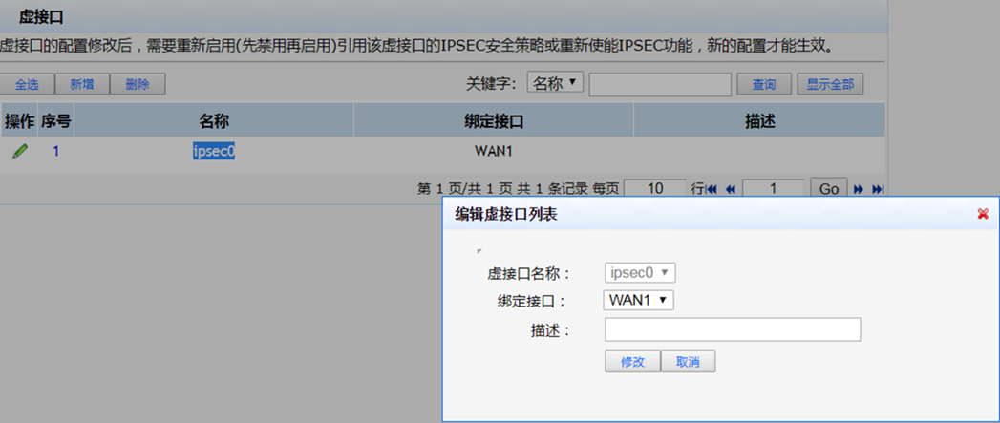 虚接口
虚接口的配置修改后，需要重新启用(先禁用再启用)引用该虚接口的IPSEC安全策略或重新使能IPSEC功能，新的配置才能生效。
全选 新增 删除 关键字： 名称 查询 显示全部
操作 序号 名称 绑定接口 描述
1 ipsec0 WAN1
第 1 页/共 1 页 共 1 条记录 每页 10 行 1 Go
编辑虚接口列表
虚接口名称： ipsec0
绑定接口： WAN1
描述：
修改 取消